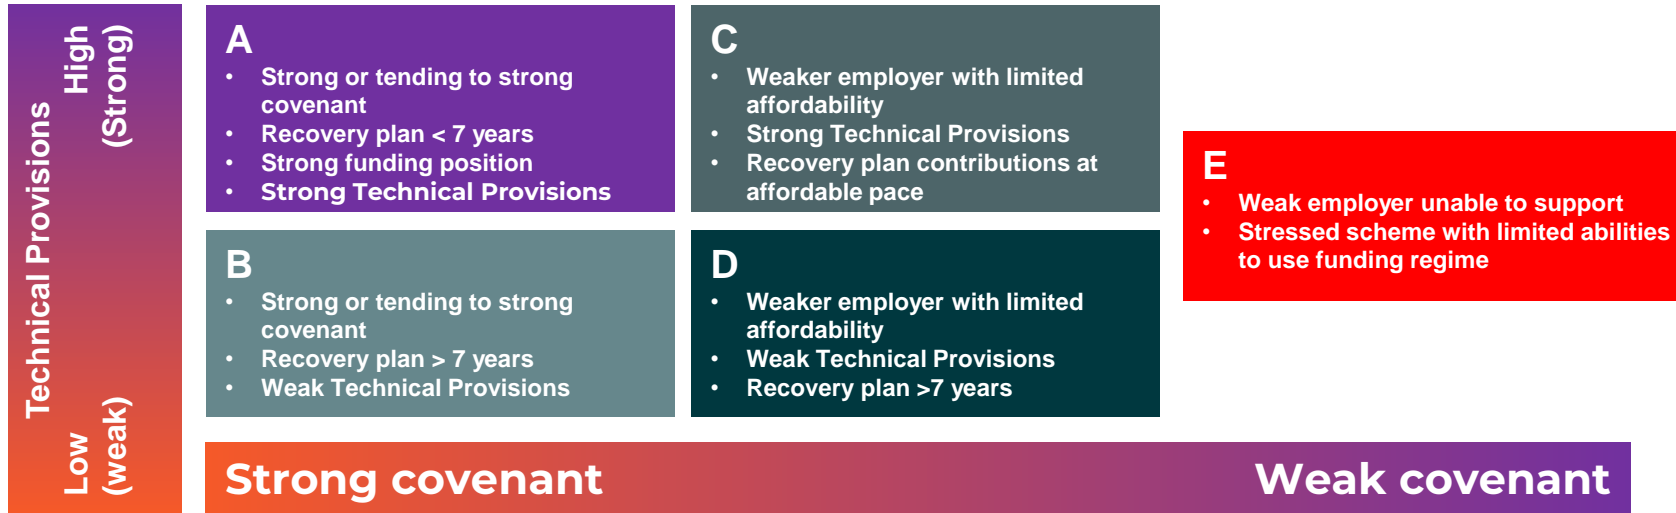 Technical Provisions
High
(Strong)
Low
(weak)
A
• Strong or tending to strong
covenant
• Recovery plan < 7 years
• Strong funding position
• Strong Technical Provisions
C
• Weaker employer with limited
affordability
• Strong Technical Provisions
• Recovery plan contributions at
affordable pace
B
• Strong or tending to strong
covenant
• Recovery plan > 7 years
• Weak Technical Provisions
D
• Weaker employer with limited
affordability
• Weak Technical Provisions
• Recovery plan >7 years
E
• Weak employer unable to support
• Stressed scheme with limited abilities
to use funding regime
Strong covenant
Weak covenant